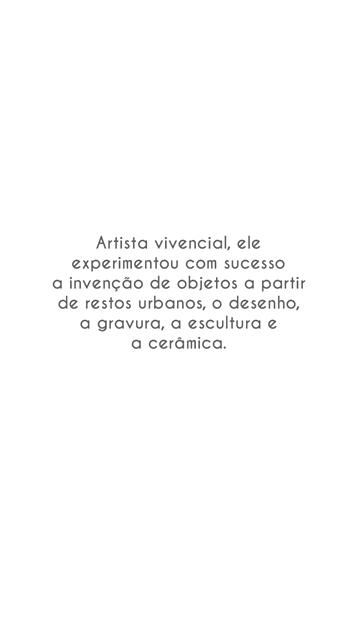 Artista vivencial, ele
experimentou com sucesso
a invenção de objetos a partir
de restos urbanos, o desenho,
a gravura, a escultura e
a cerâmica.